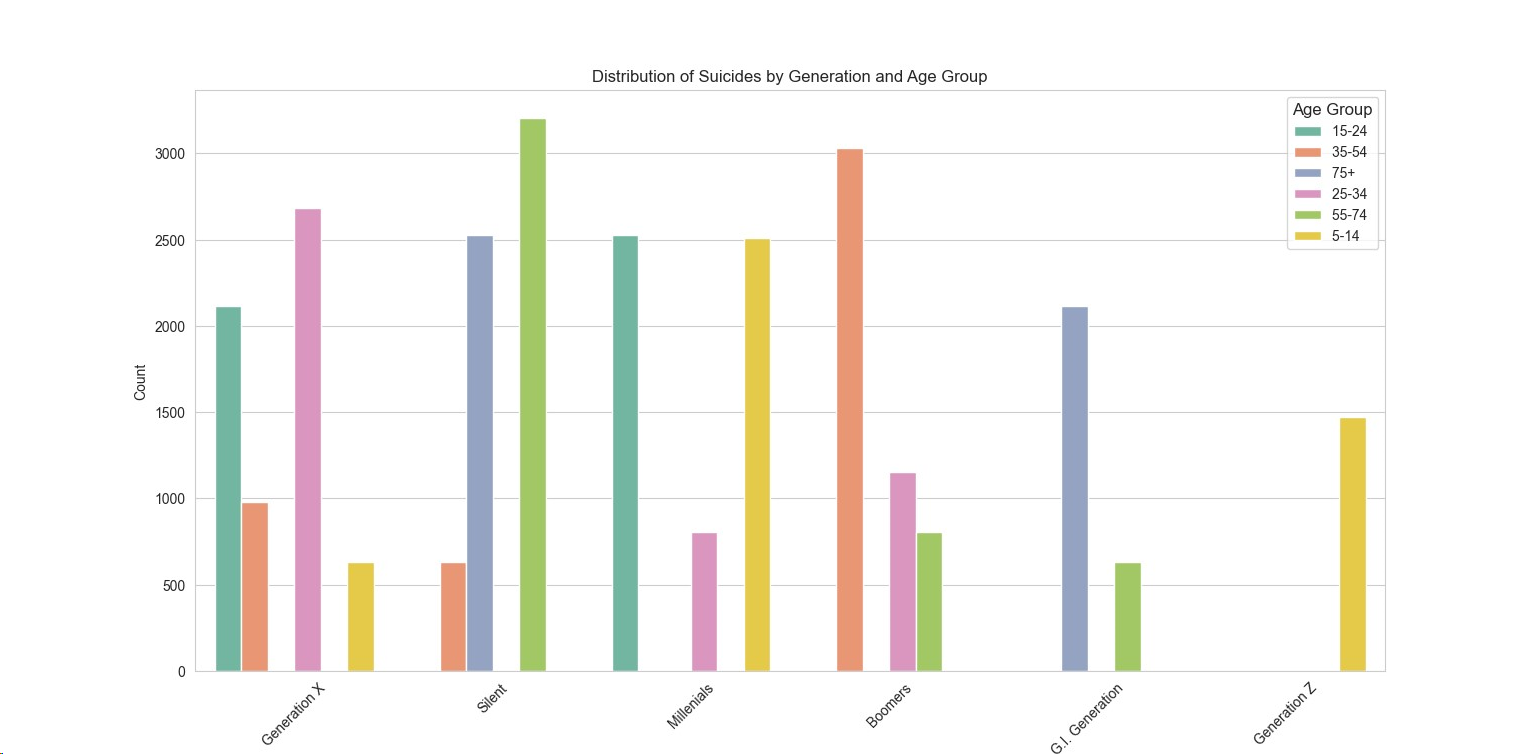 Distribution of Suicides by Generation and Age Group
Age Group
15-24
35-54
75+
25-34
55-74
5-14
3000
2500
2000
1500
1000
500
0
Count
Generation X
Silent
Millenials
Boomers
G.I. Generation
Generation Z